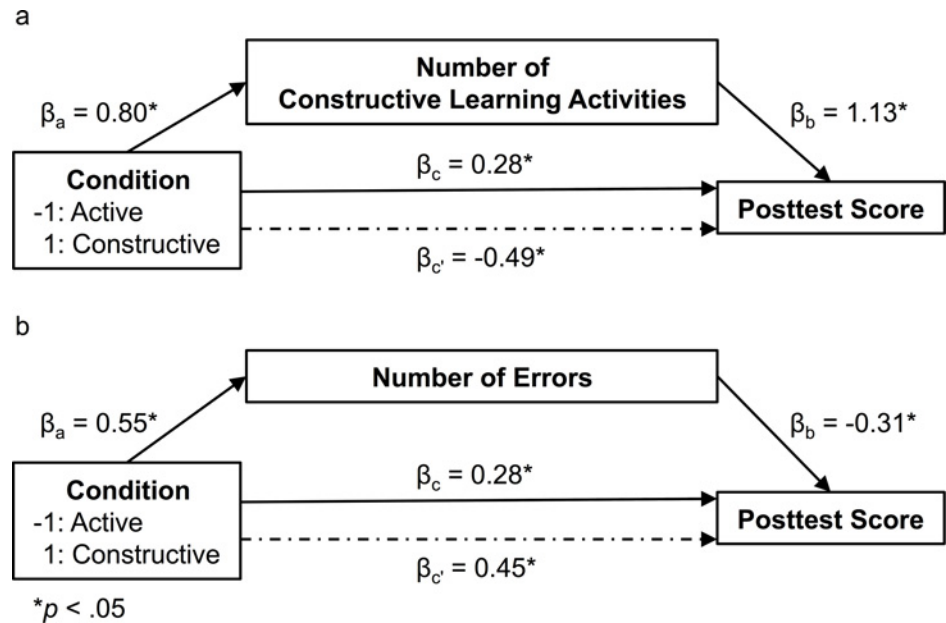 a
Number of
Constructive Learning Activities
βa = 0.80*
βb = 1.13*
Condition
-1: Active
1: Constructive
βc = 0.28*
Posttest Score
βc' = -0.49*
b
Number of Errors
βa = 0.55*
βb = -0.31*
Condition
-1: Active
1: Constructive
βc = 0.28*
Posttest Score
βc' = 0.45*
*p < .05